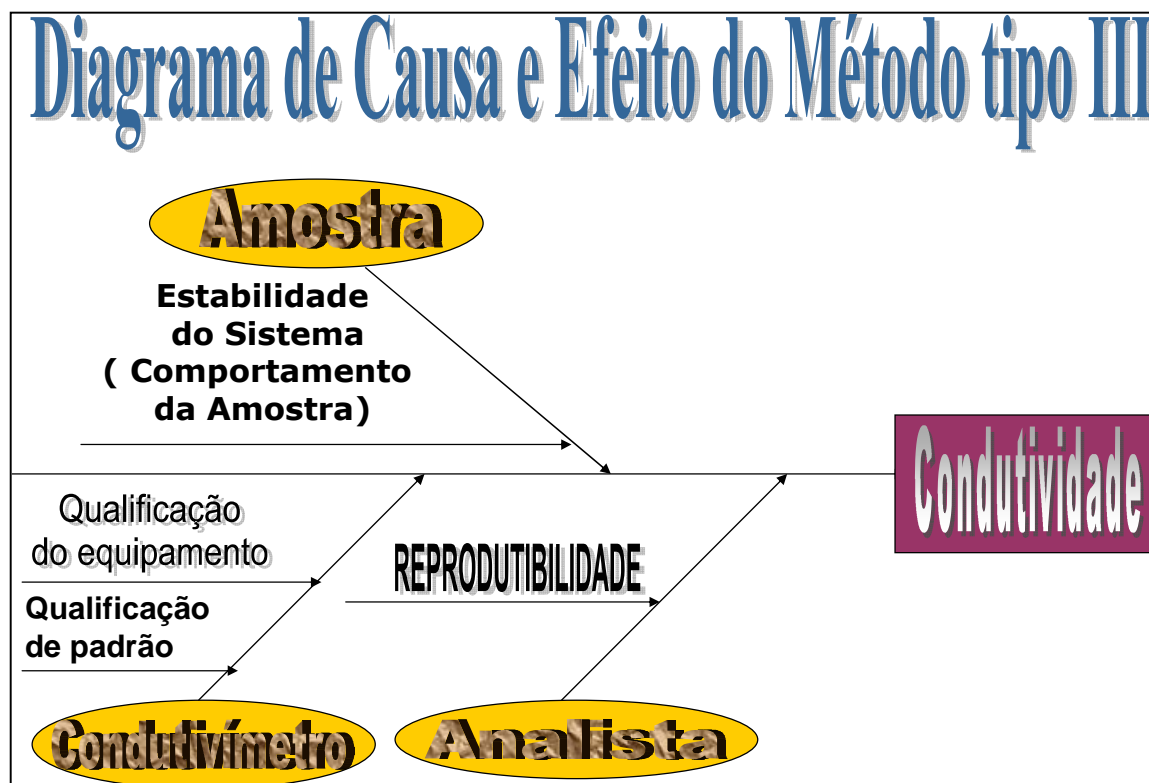 Diagrama de Causa e Efeito do Método tipo III
Amostra
Estabilidade
do Sistema
( Comportamento
da Amostra)
Condutividade
Qualificação
do equipamento
REPRODUTIBILIDADE
Qualificação
de padrão
Condutivímetro
Analista